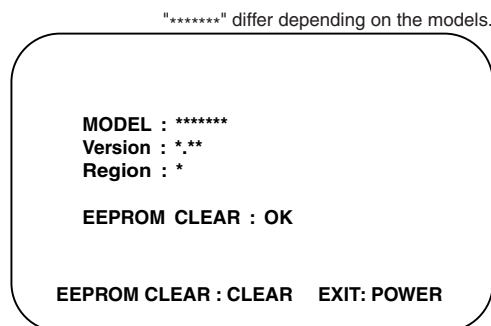 "*******" differ depending on the models.
MODEL : *******
Version : *.**
Region : *
EEPROM CLEAR : OK
EEPROM CLEAR : CLEAR EXIT: POWER